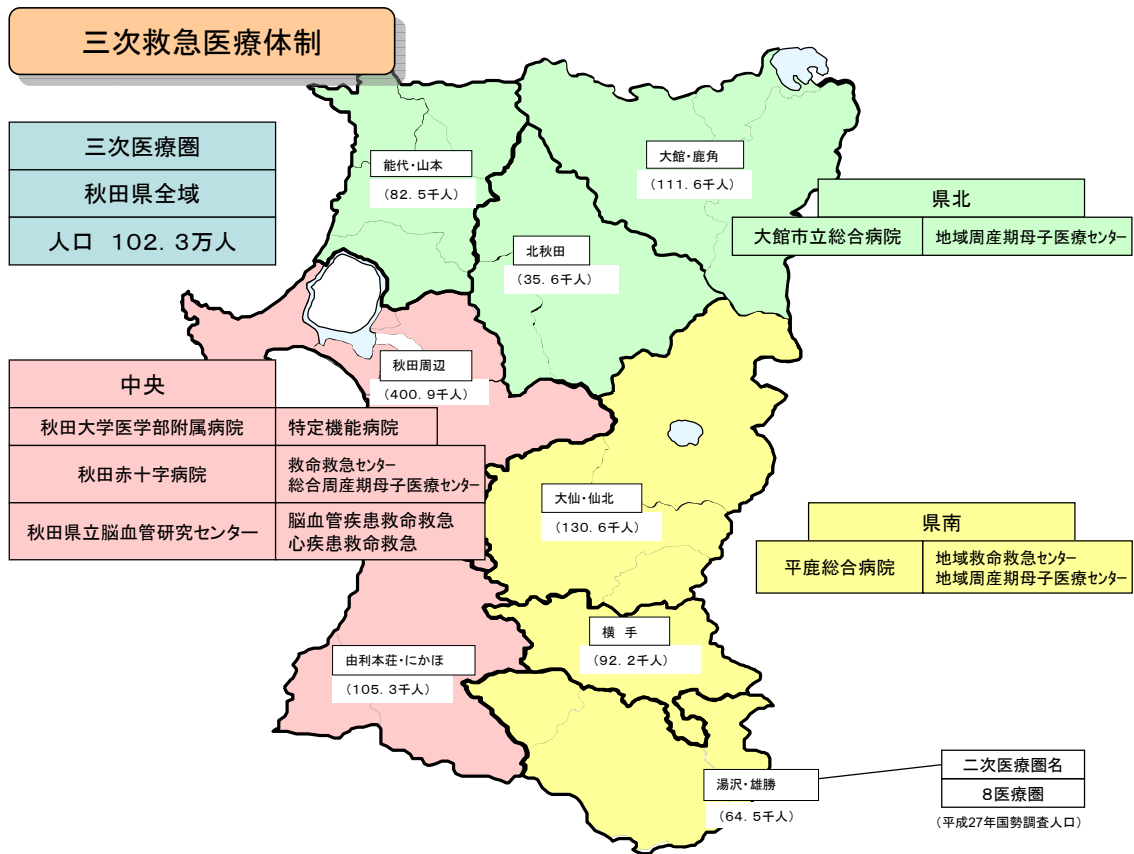 三次救急医療体制
三次医療圏
秋田県全域
人口 102.3万人
能代・山本
(82.5千人)
大館・鹿角
(111.6千人)
北秋田
(35.6千人)
県北
大館市立総合病院 地域周産期母子医療センター
秋田周辺
(400.9千人)
中央
秋田大学医学部附属病院 特定機能病院
秋田赤十字病院 救命救急センター
総合周産期母子医療センター
秋田県立脳血管研究センター 脳血管疾患救命救急
心疾患救命救急
大仙・仙北
(130.6千人)
県南
平鹿総合病院 地域救命救急センター
地域周産期母子医療センター
横 手
(92.2千人)
由利本荘・にかほ
(105.3千人)
湯沢・雄勝
(64.5千人)
二次医療圏名
8医療圏
(平成27年国勢調査人口)